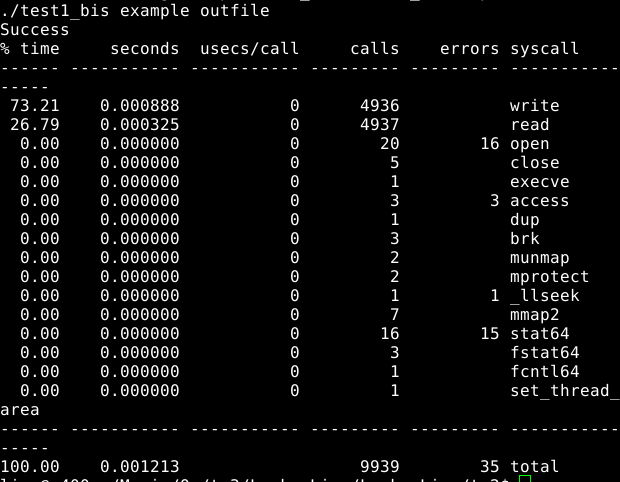 ./test1_bis example outfile
Success
% time     seconds  usecs/call     calls    errors syscall
------ ----------- ----------- --------- --------- -----------
-----
 73.21    0.000888           0      4936           write
 26.79    0.000325           0      4937           read
  0.00    0.000000           0        20        16 open
  0.00    0.000000           0         5           close
  0.00    0.000000           0         1           execve
  0.00    0.000000           0         3         3 access
  0.00    0.000000           0         1           dup
  0.00    0.000000           0         3           brk
  0.00    0.000000           0         2           munmap
  0.00    0.000000           0         2           mprotect
  0.00    0.000000           0         1         1 _llseek
  0.00    0.000000           0         7           mmap2
  0.00    0.000000           0        16        15 stat64
  0.00    0.000000           0         3           fstat64
  0.00    0.000000           0         1           fcntl64
  0.00    0.000000           0         1           set_thread_
area
------ ----------- ----------- --------- --------- -----------
-----
100.00    0.001213                  9939        35 total